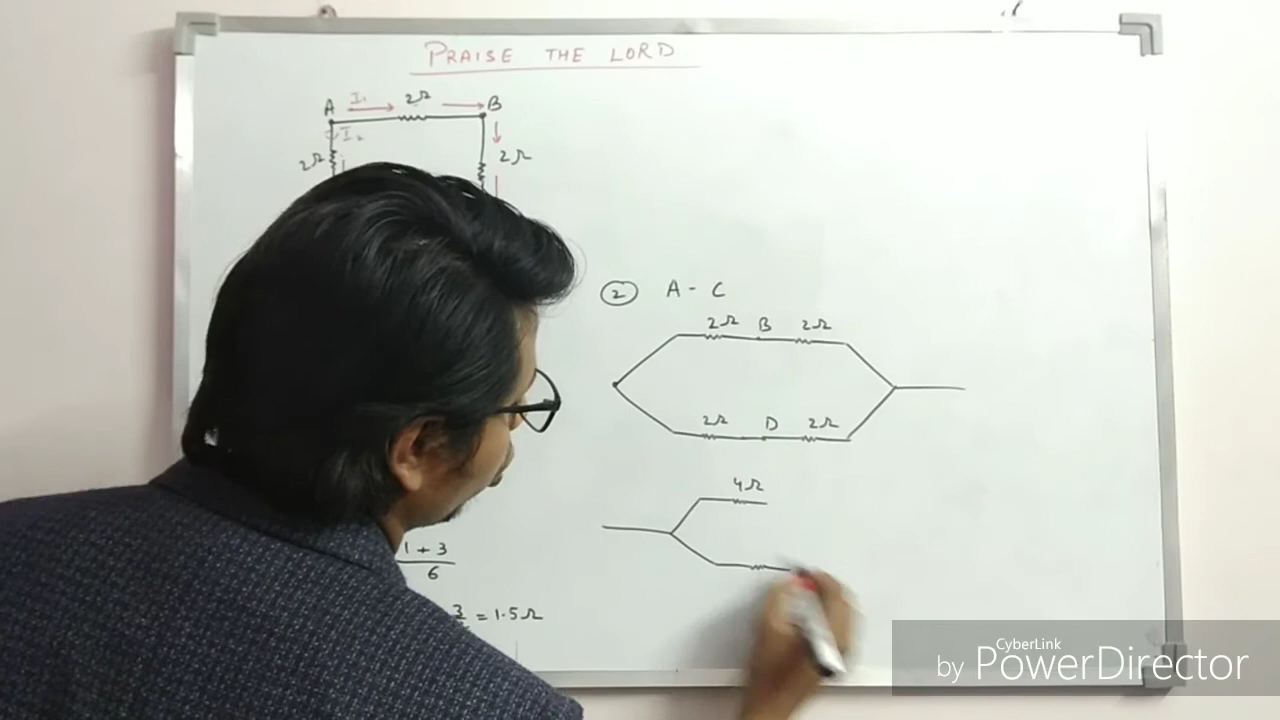 PRAISE THE LORD
A I₁ 2Ω B
I₂
2Ω 2Ω
② A - C
2Ω B 2Ω
2Ω D 2Ω
4Ω
1 + 3
6
3
= 1.5Ω
CyberLink
by PowerDirector